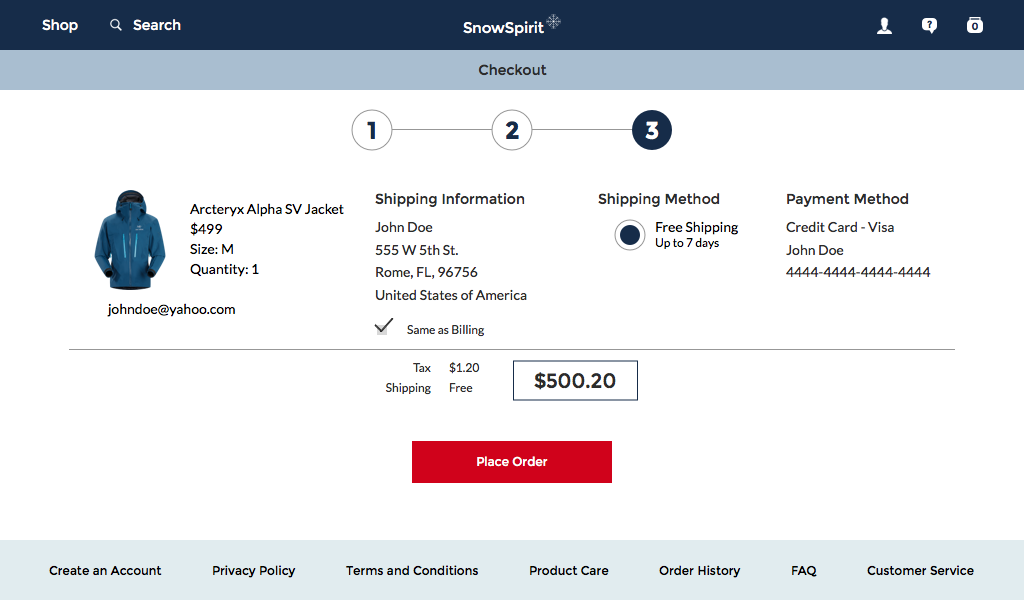 Shop
Search
SnowSpirit
?
0
Checkout
1
2
3
Arcteryx Alpha SV Jacket
$499
Size: M
Quantity: 1
johndoe@yahoo.com
Shipping Information
John Doe
555 W 5th St.
Rome, FL, 96756
United States of America
Same as Billing
Shipping Method
Free Shipping
Up to 7 days
Payment Method
Credit Card - Visa
John Doe
4444-4444-4444-4444
Tax $1.20
Shipping Free
$500.20
Place Order
Create an Account
Privacy Policy
Terms and Conditions
Product Care
Order History
FAQ
Customer Service